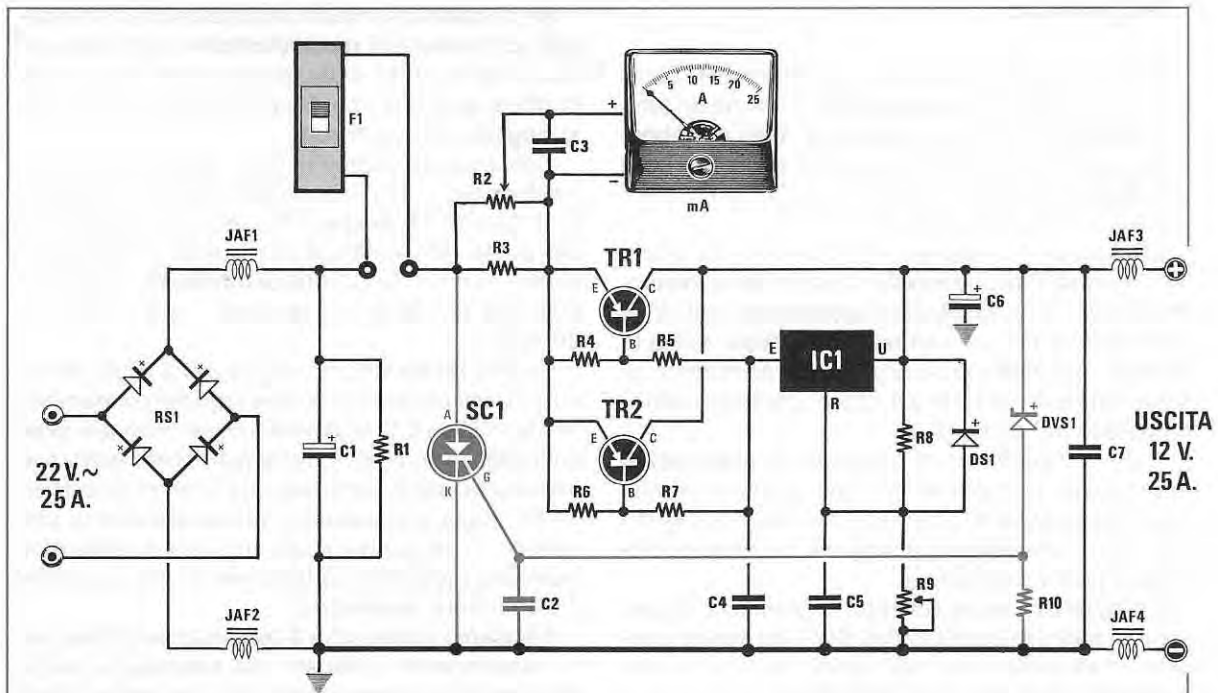 F1
5 10 15 20 25
A
+
−
mA
C3
R2
JAF1
R3
TR1
E
C
B
JAF3
+
C6
R4
R5
E
IC1
U
R
RS1
SC1
A
G
K
TR2
E
C
B
R8
DS1
+
DVS1
C7
USCITA
12 V.
25 A.
22 V.~
25 A.
+
C1
R1
R6
R7
C2
C4
C5
R9
R10
JAF2
JAF4
−